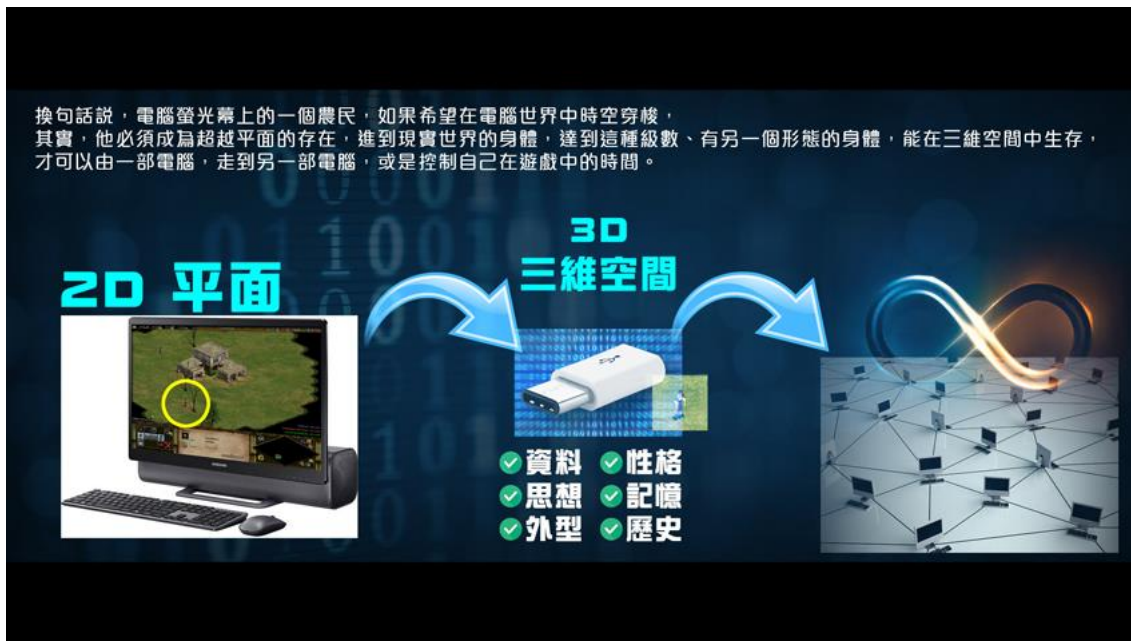 換句話説，電腦螢光幕上的一個農民，如果希望在電腦世界中時空穿梭，
其實，他必須成為超越平面的存在，進到現實世界的身體，達到這種級數、有另一個形態的身體，能在三維空間中生存，
才可以由一部電腦，走到另一部電腦，或是控制自己在遊戲中的時間。
2D 平面
3D
三維空間
資料 性格
思想 記憶
外型 歷史